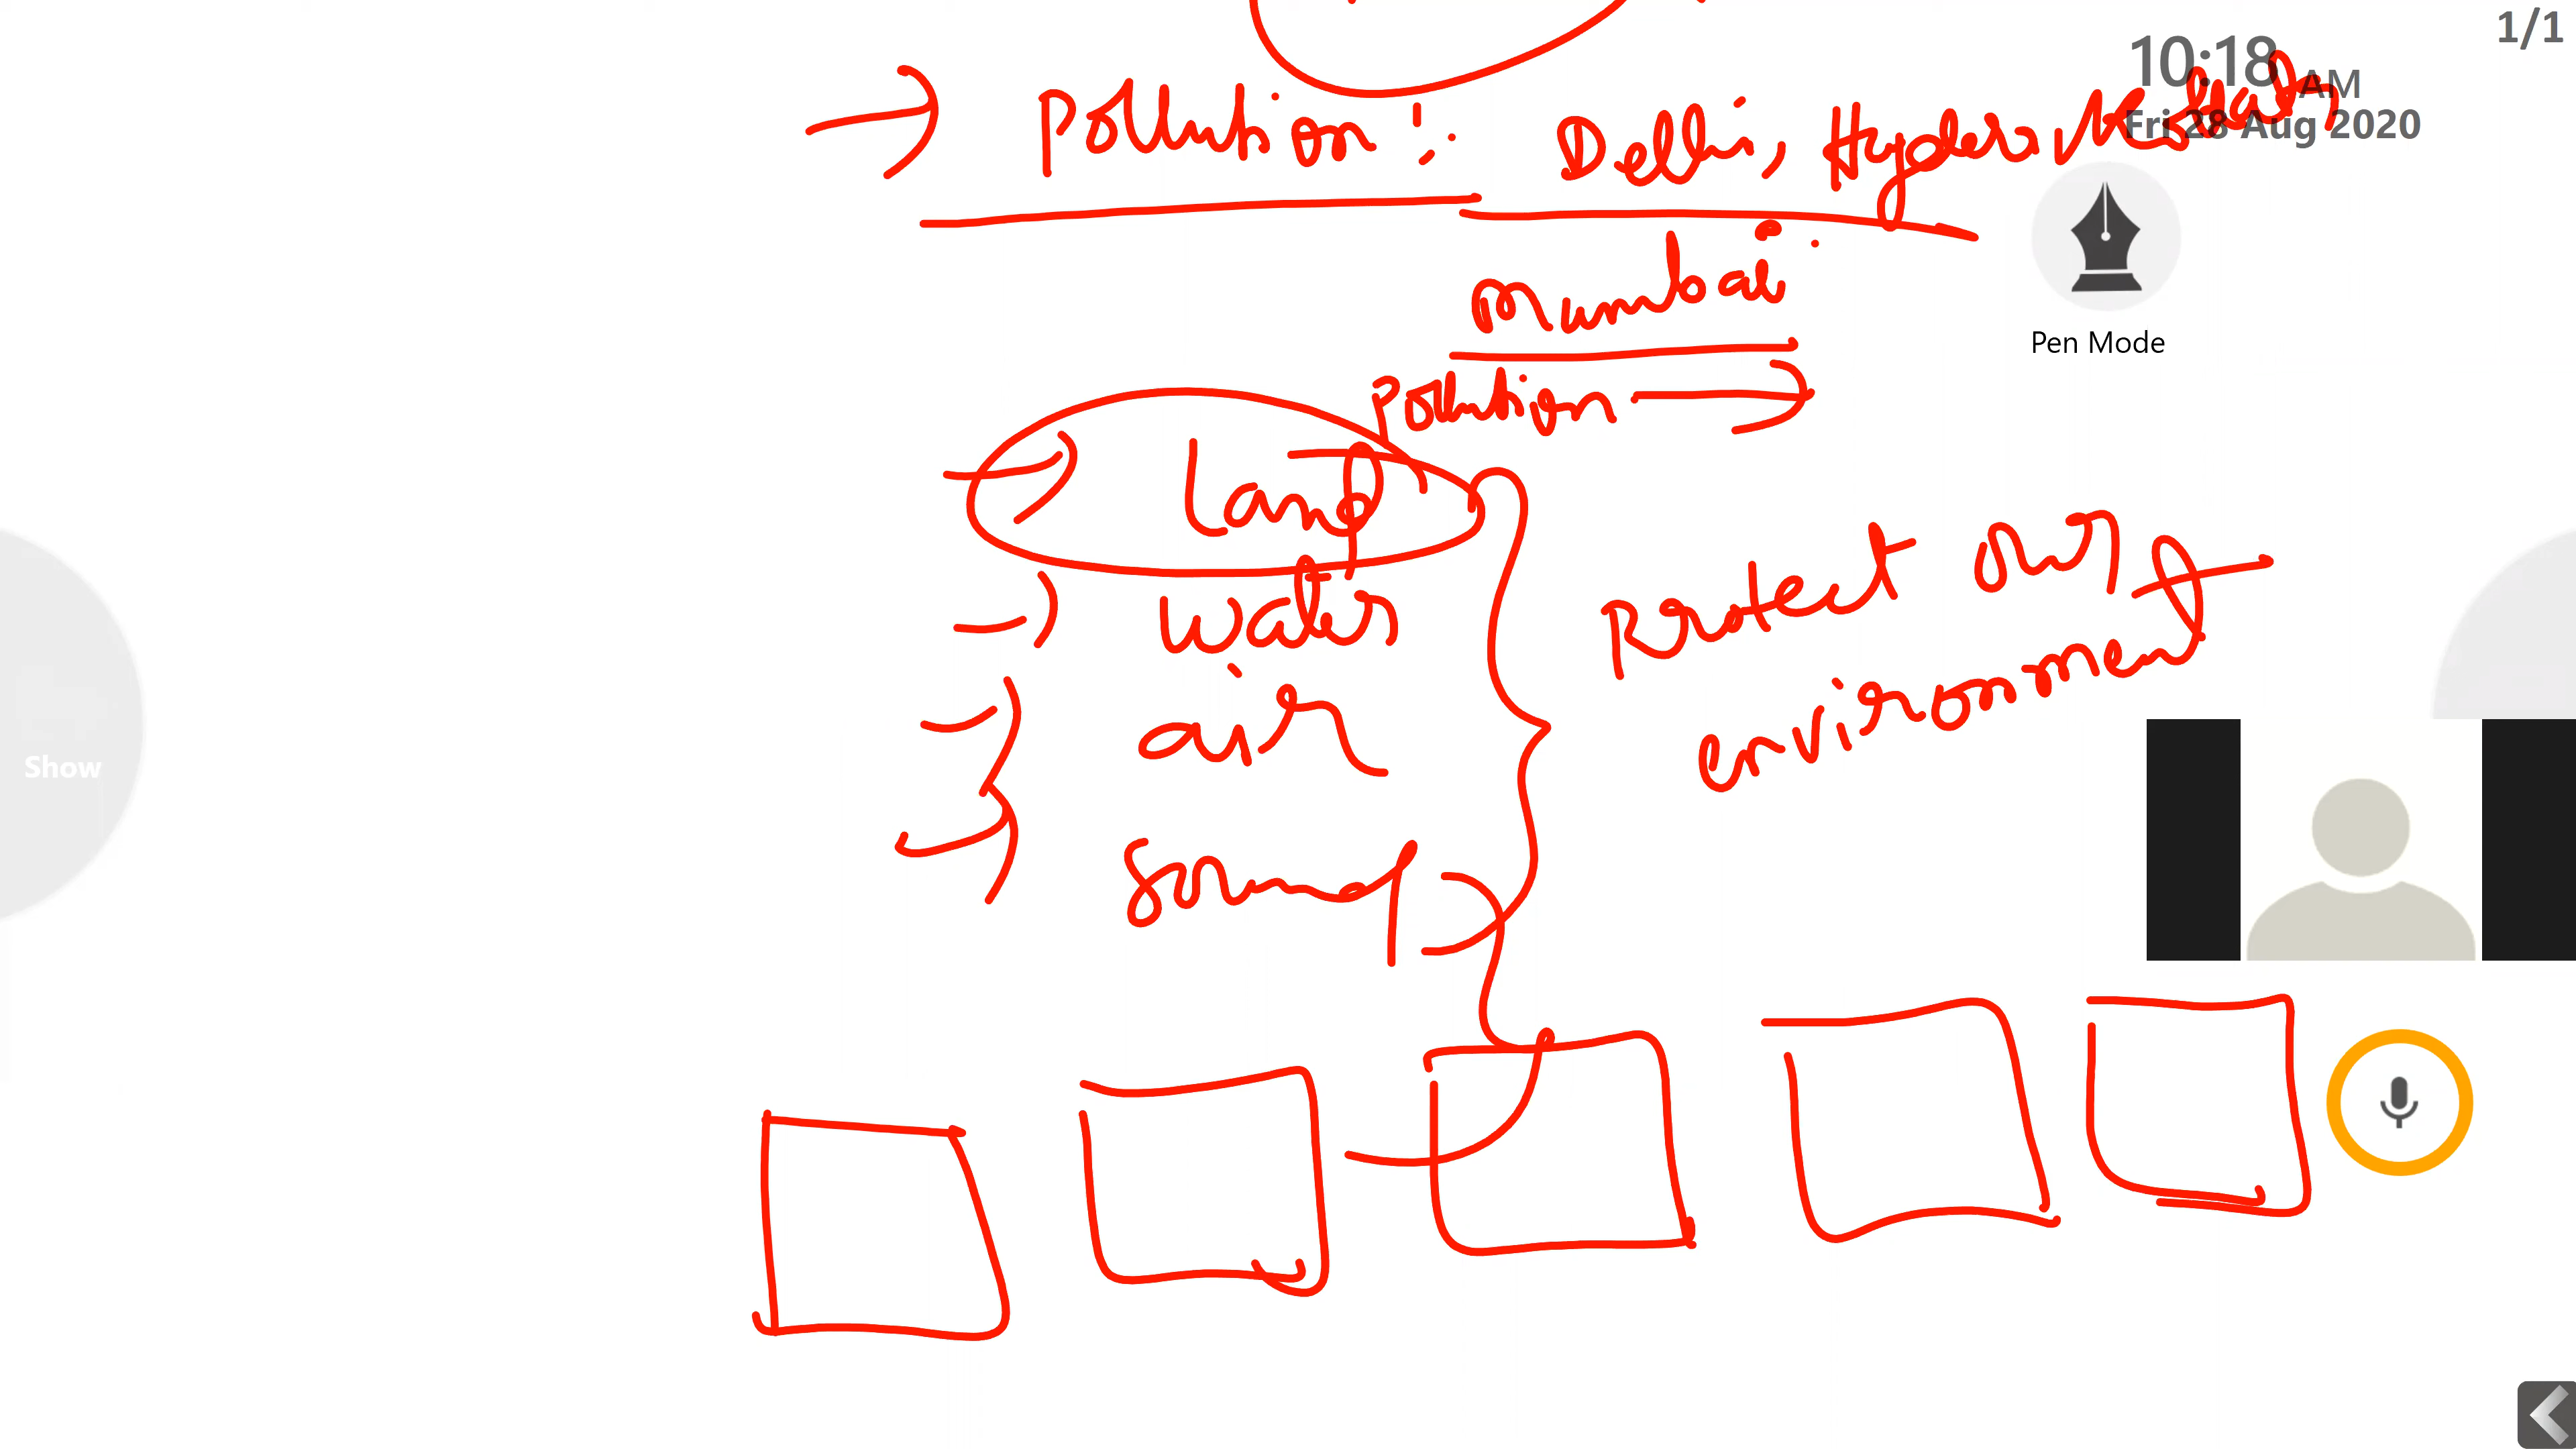 1/1
10:18 AM
Fri 28 Aug 2020
→ Pollution :- Delhi, Hydera
Mumbai
Pen Mode
Pollution →
→ Land
→ Water
→ air
→ Sound
Protect our
environment
Show